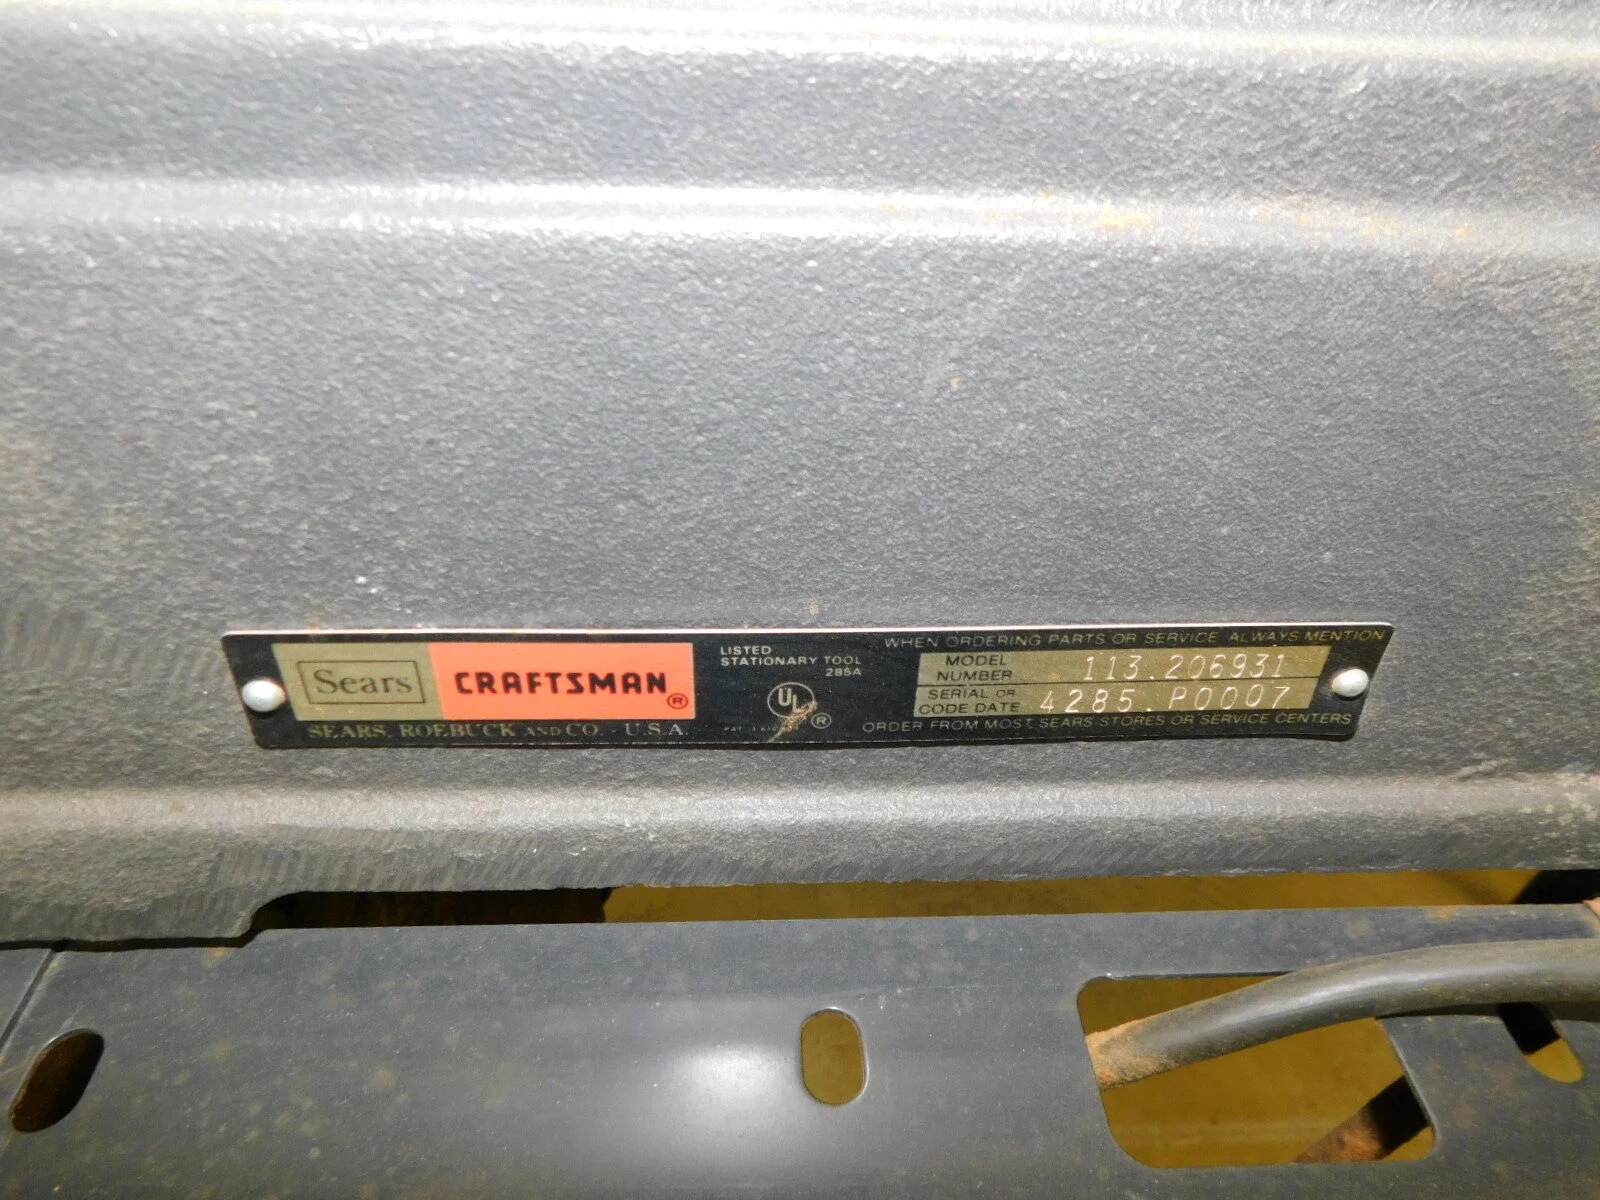 Sears
CRAFTSMAN®
SEARS, ROEBUCK AND CO. - U.S.A.
LISTED
STATIONARY TOOL
285A
UL ®
PAT.
WHEN ORDERING PARTS OR SERVICE ALWAYS MENTION
MODEL NUMBER 113.206931
SERIAL OR CODE DATE 4285.P0007
ORDER FROM MOST SEARS STORES OR SERVICE CENTERS